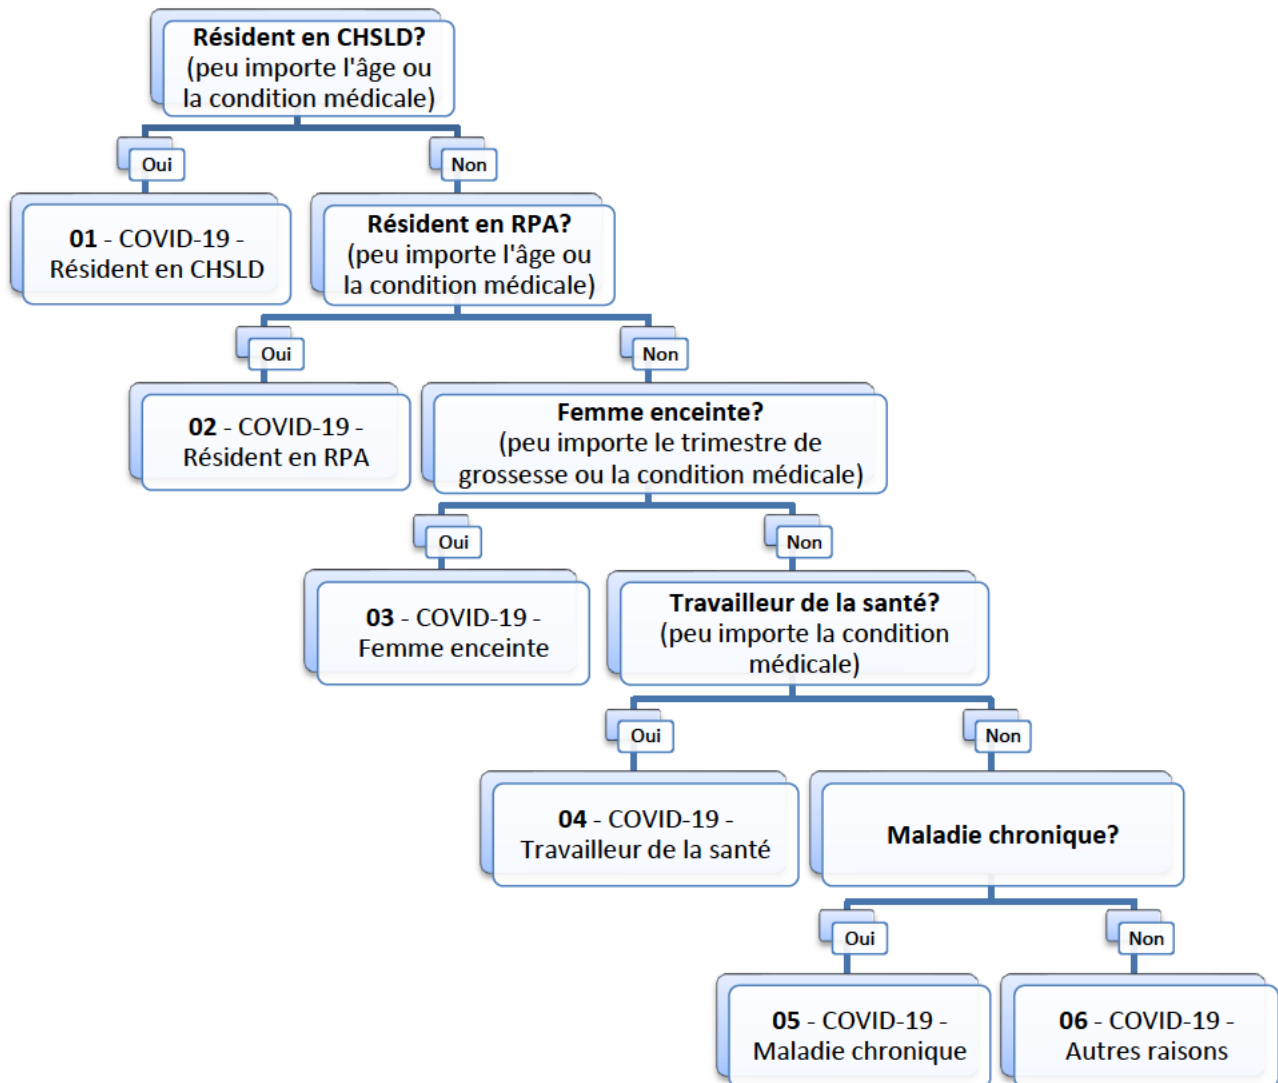 Résident en CHSLD?
(peu importe l'âge ou
la condition médicale)
Oui
Non
01 - COVID-19 -
Résident en CHSLD
Résident en RPA?
(peu importe l'âge ou
la condition médicale)
Oui
Non
02 - COVID-19 -
Résident en RPA
Femme enceinte?
(peu importe le trimestre de
grossesse ou la condition médicale)
Oui
Non
03 - COVID-19 -
Femme enceinte
Travailleur de la santé?
(peu importe la condition
médicale)
Oui
Non
04 - COVID-19 -
Travailleur de la santé
Maladie chronique?
Oui
Non
05 - COVID-19 -
Maladie chronique
06 - COVID-19 -
Autres raisons